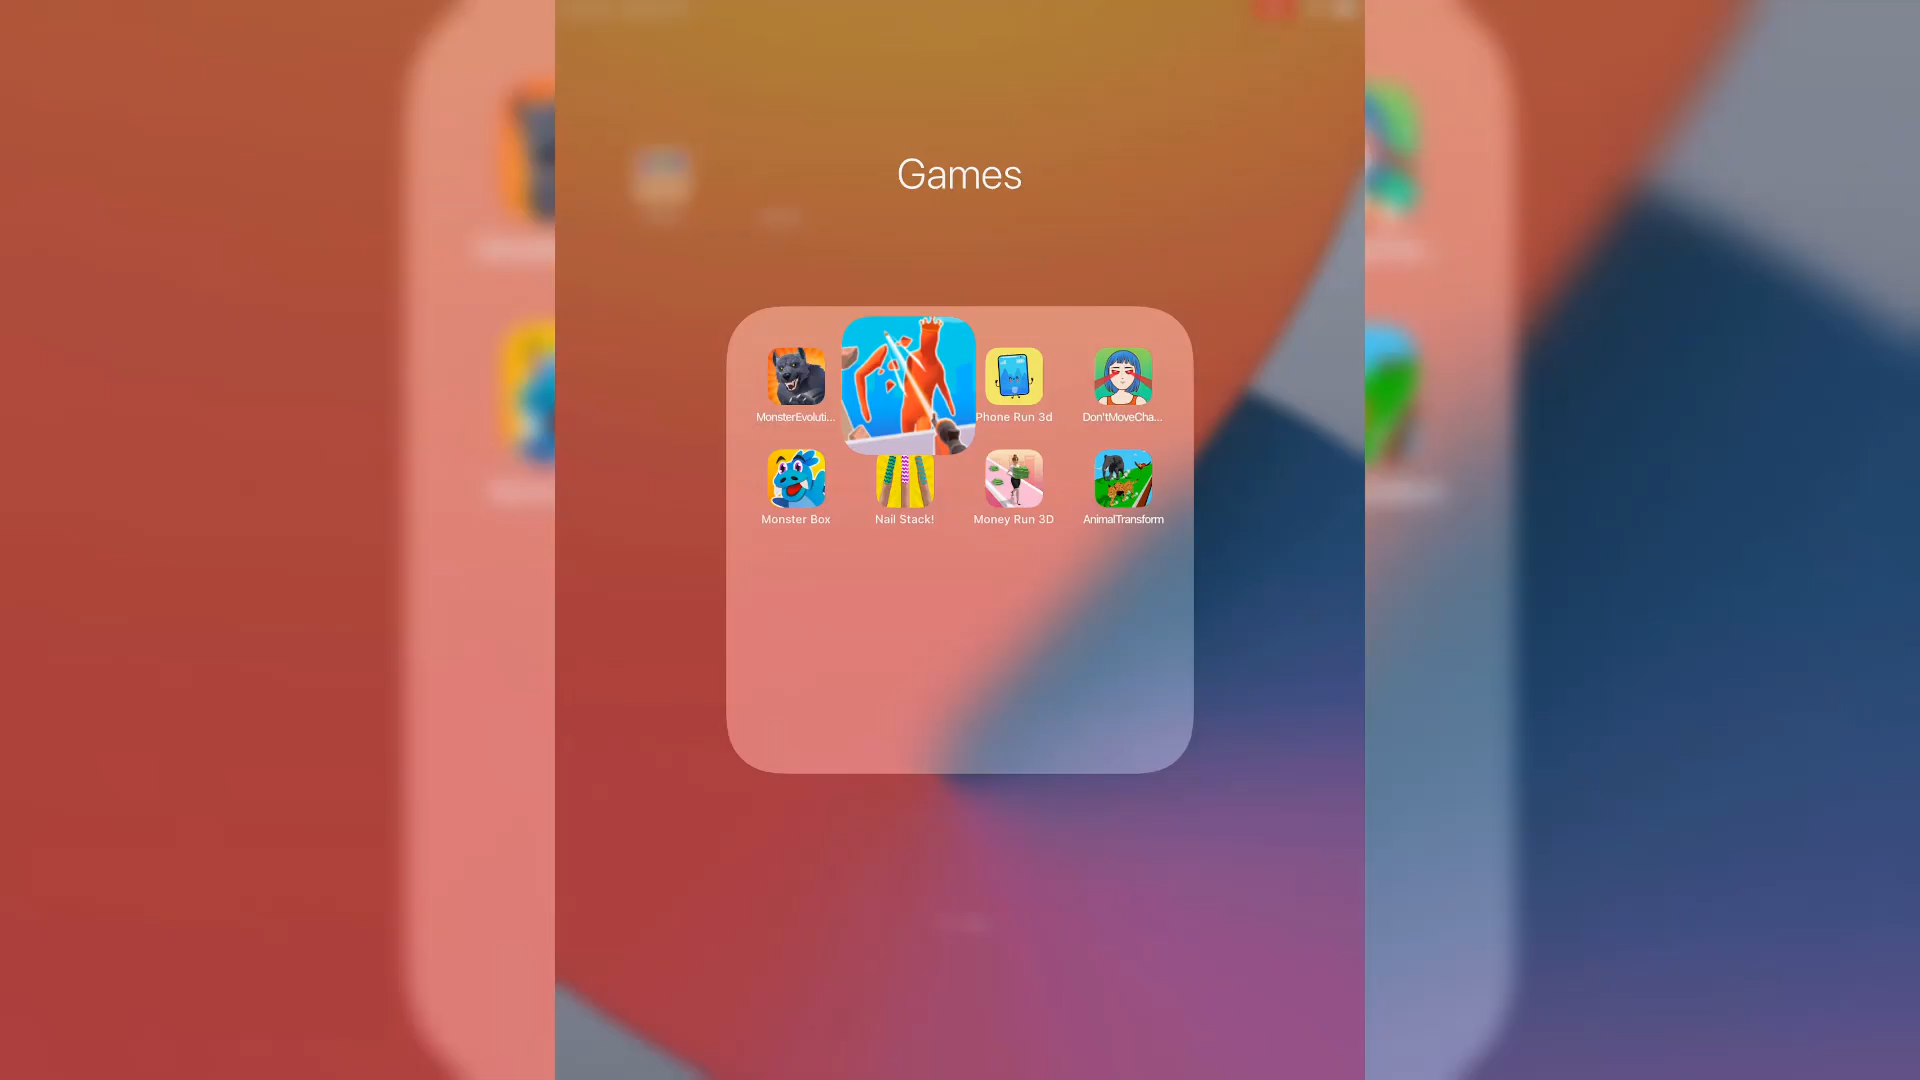 Games
MonsterEvoluti...
Phone Run 3d
Don'tMoveCha...
Monster Box
Nail Stack!
Money Run 3D
AnimalTransform